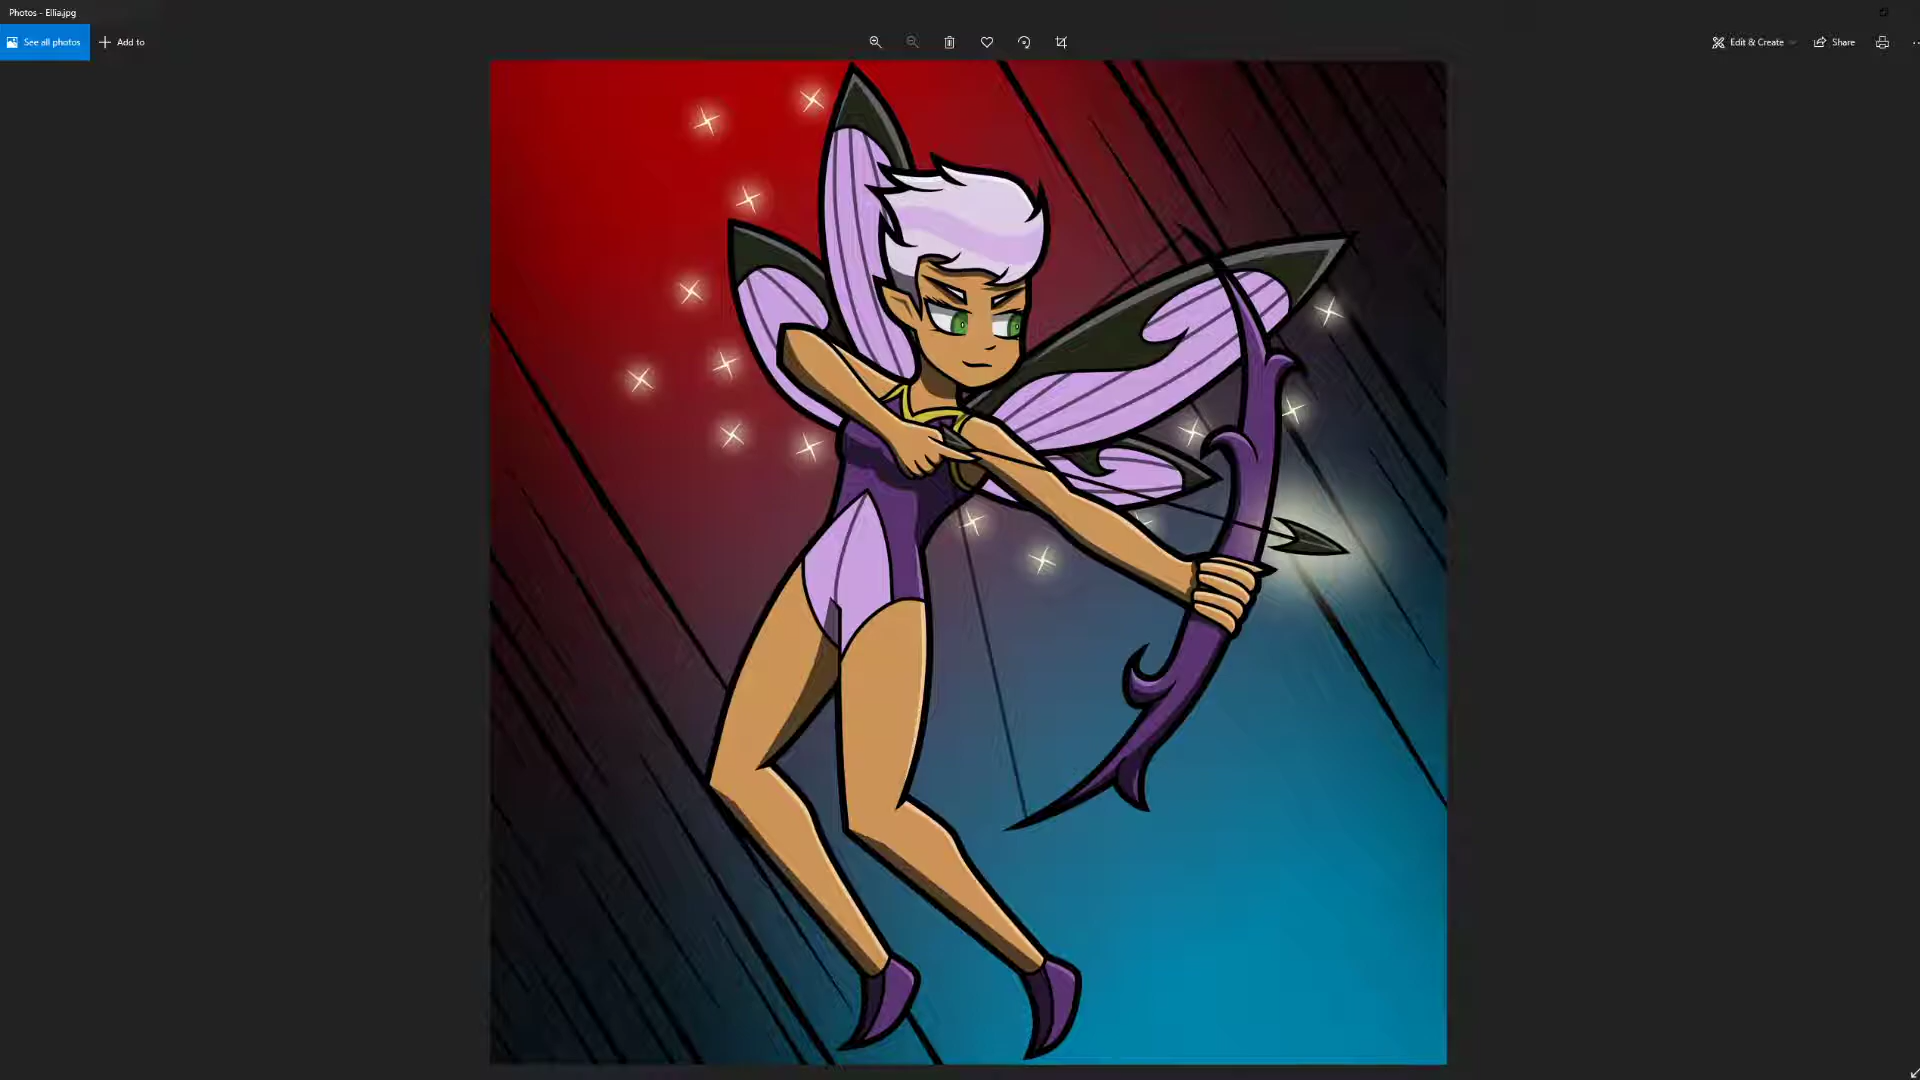 Photos - Ellia.jpg
See all photos
Add to
Edit & Create
Share